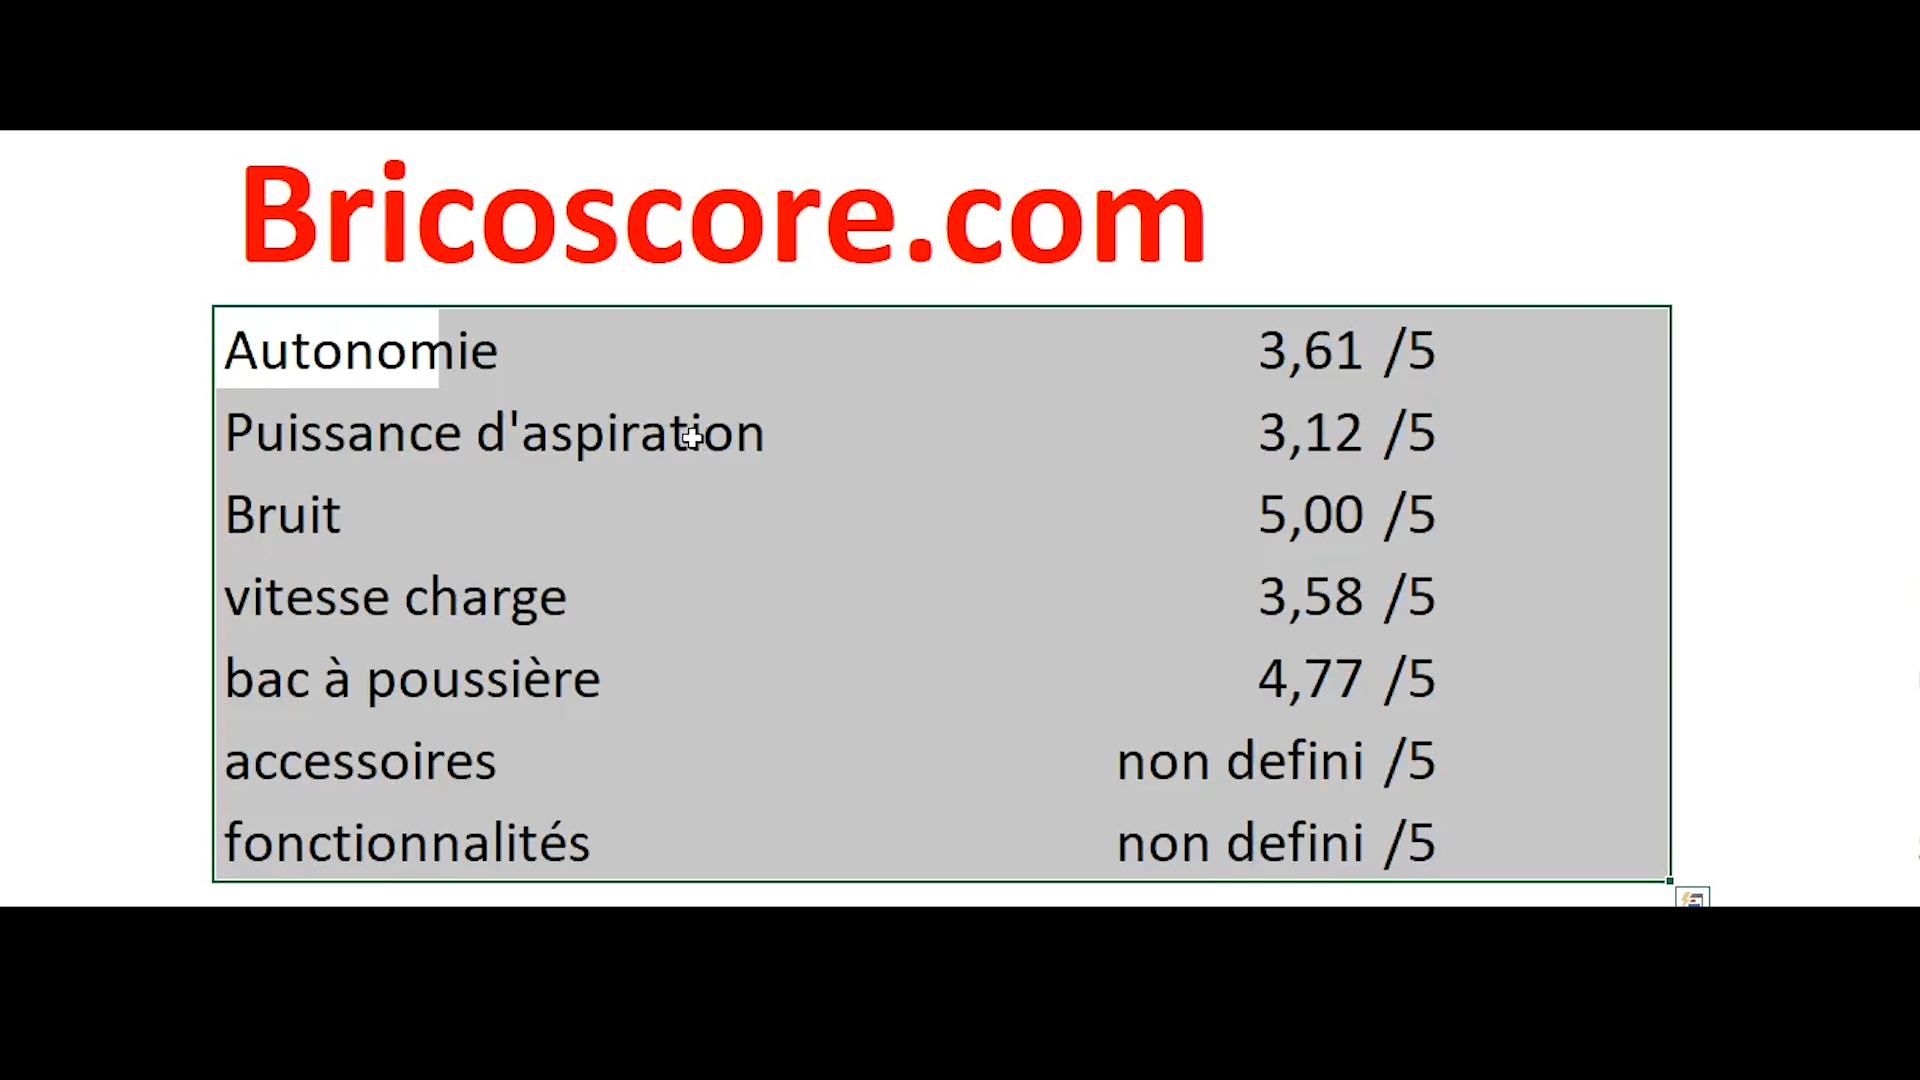 Bricoscore.com
Autonomie 3,61 /5
Puissance d'aspiration 3,12 /5
Bruit 5,00 /5
vitesse charge 3,58 /5
bac à poussière 4,77 /5
accessoires non defini /5
fonctionnalités non defini /5